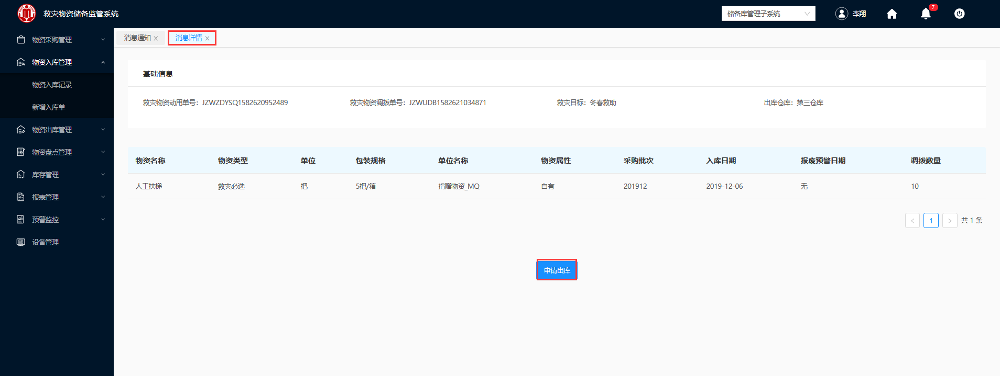 救灾物资储备监管系统
储备库管理子系统
李翔
7
物资采购管理
物资入库管理
物资入库记录
新增入库单
物资出库管理
物资盘点管理
库存管理
报表管理
预警监控
设备管理
消息通知
消息详情
基础信息
救灾物资动用单号：JZWZDYSQ1582620952489
救灾物资调拨单号：JZWUDB1582621034871
救灾目标：冬春救助
出库仓库：第三仓库
物资名称 物资类型 单位 包装规格 单位名称 物资属性 采购批次 入库日期 报废预警日期 调拨数量
人工扶梯 救灾必选 把 5把/箱 捐赠物资_MQ 自有 201912 2019-12-06 无 10
< 1 > 共 1 条
申请出库